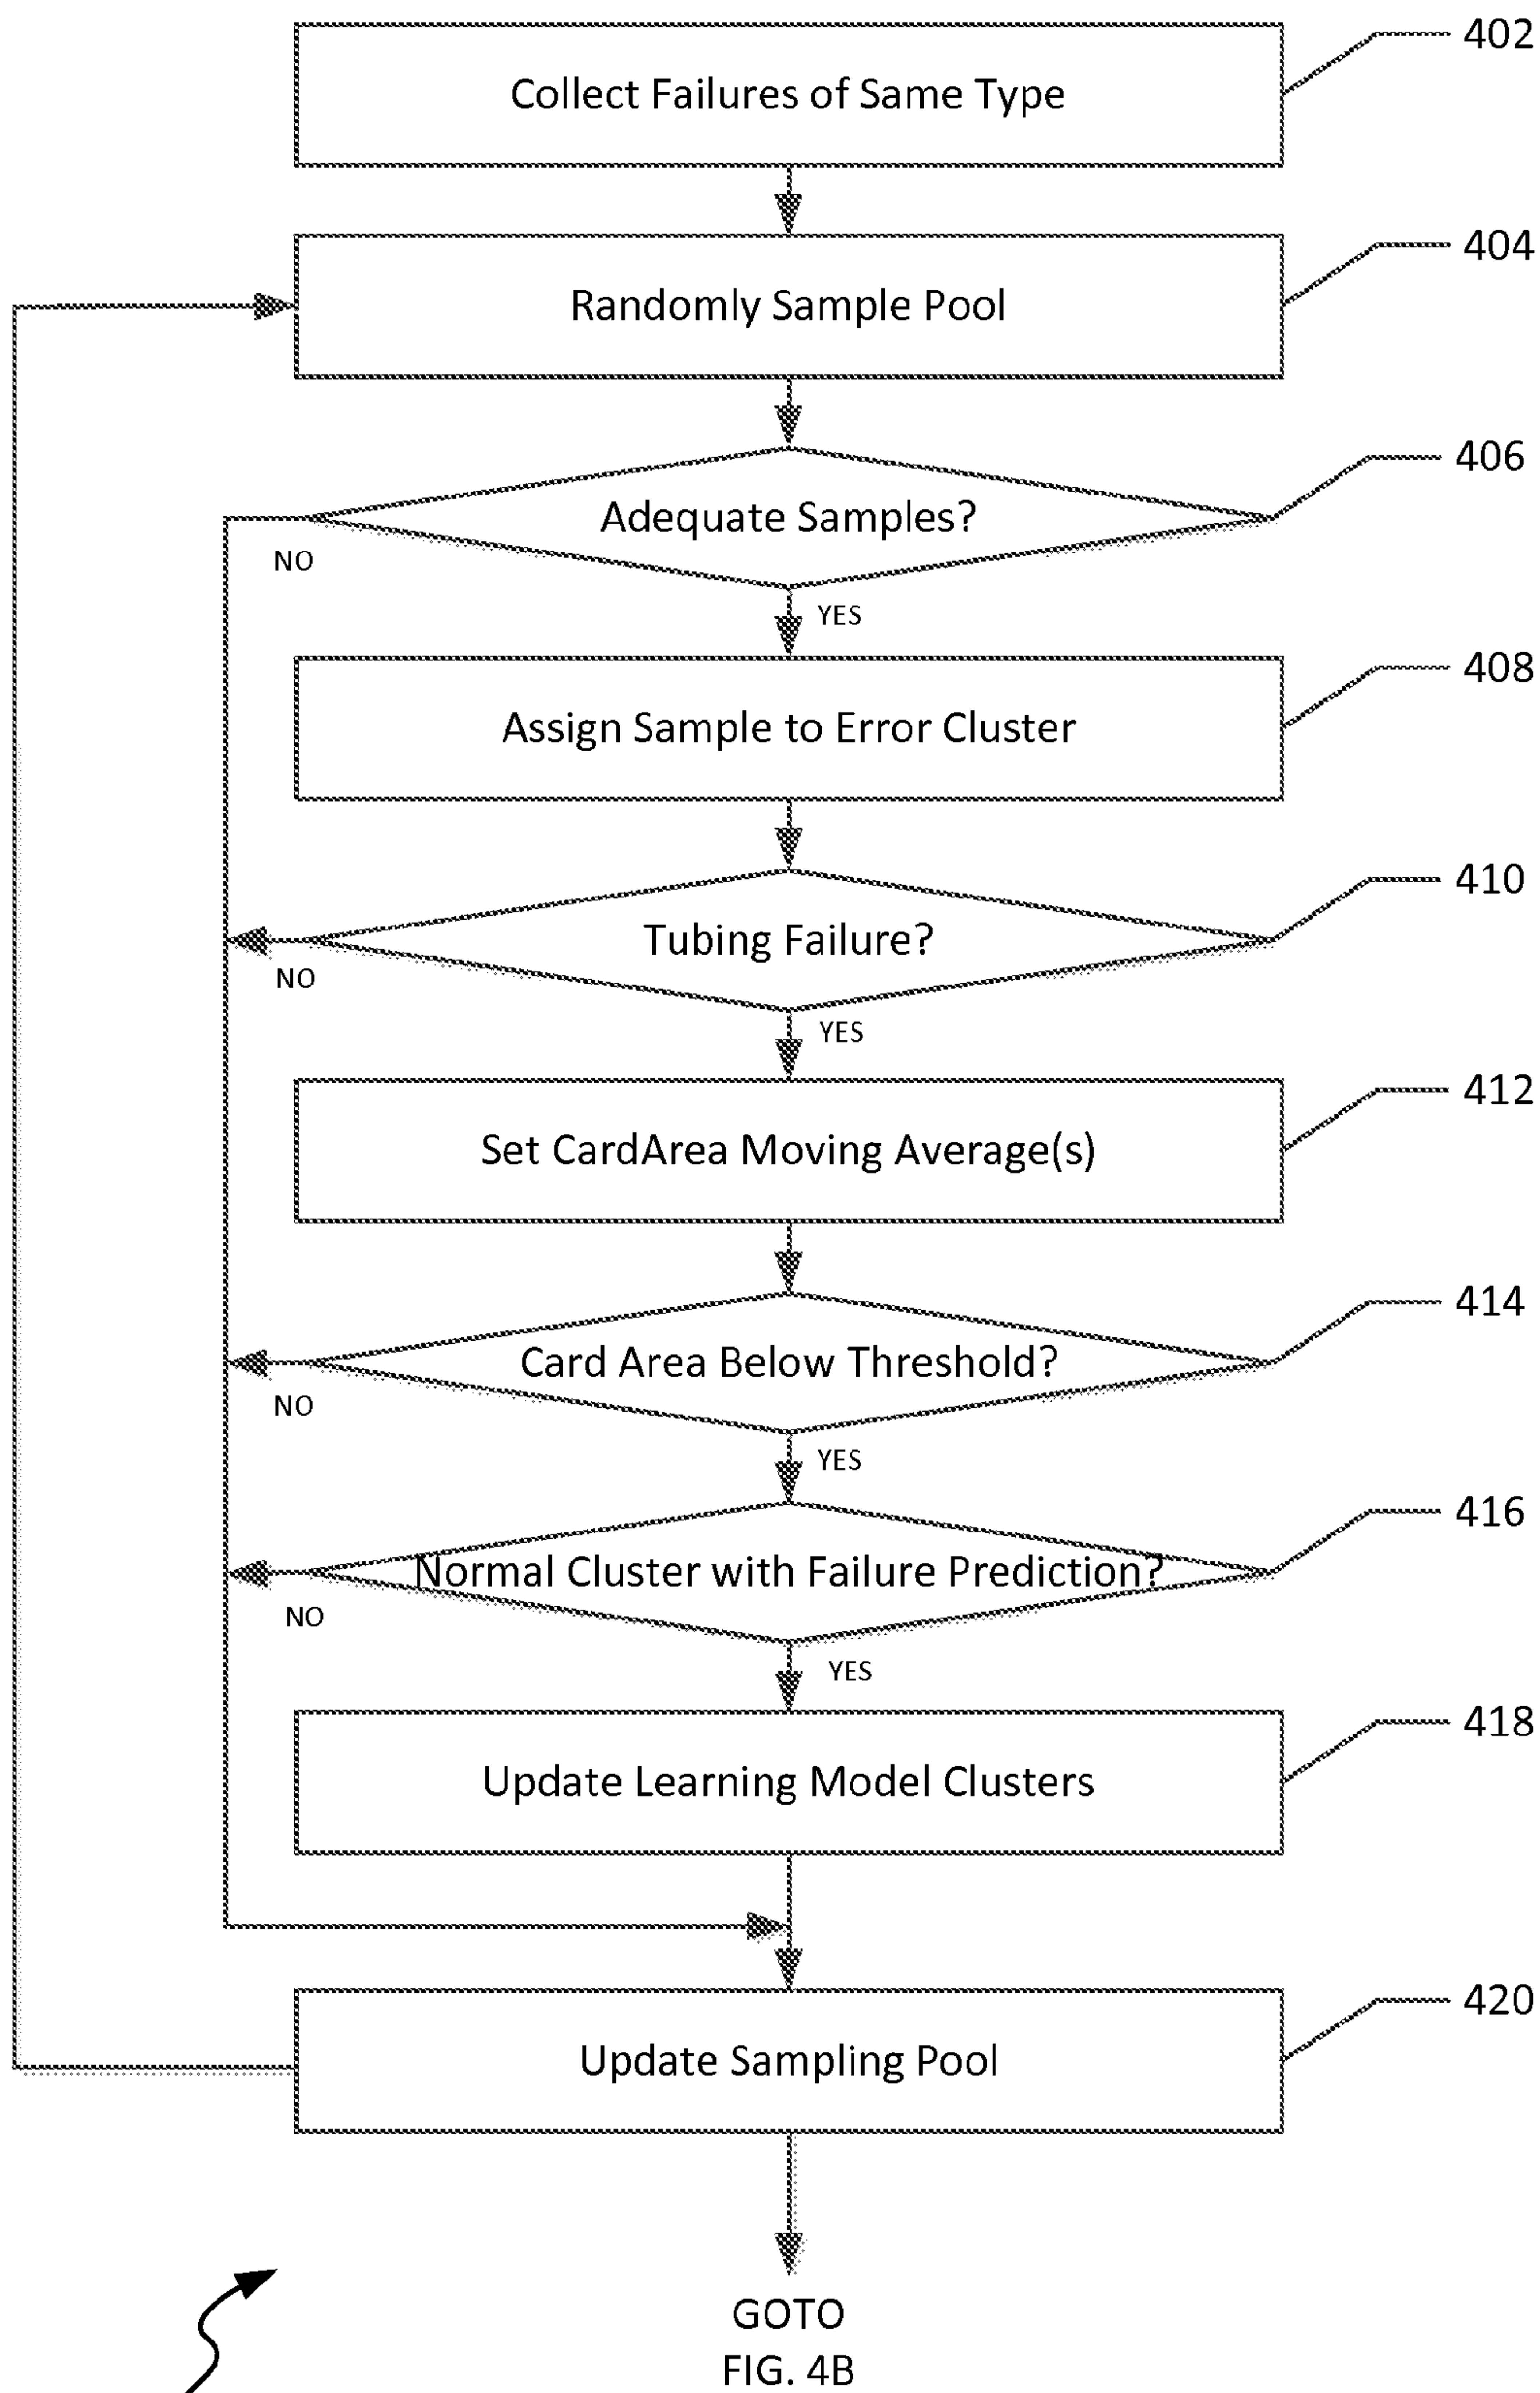 402
Collect Failures of Same Type
404
Randomly Sample Pool
406
Adequate Samples?
NO
YES
408
Assign Sample to Error Cluster
410
Tubing Failure?
NO
YES
412
Set CardArea Moving Average(s)
414
Card Area Below Threshold?
NO
YES
416
Normal Cluster with Failure Prediction?
NO
YES
418
Update Learning Model Clusters
420
Update Sampling Pool
GOTO
FIG. 4B